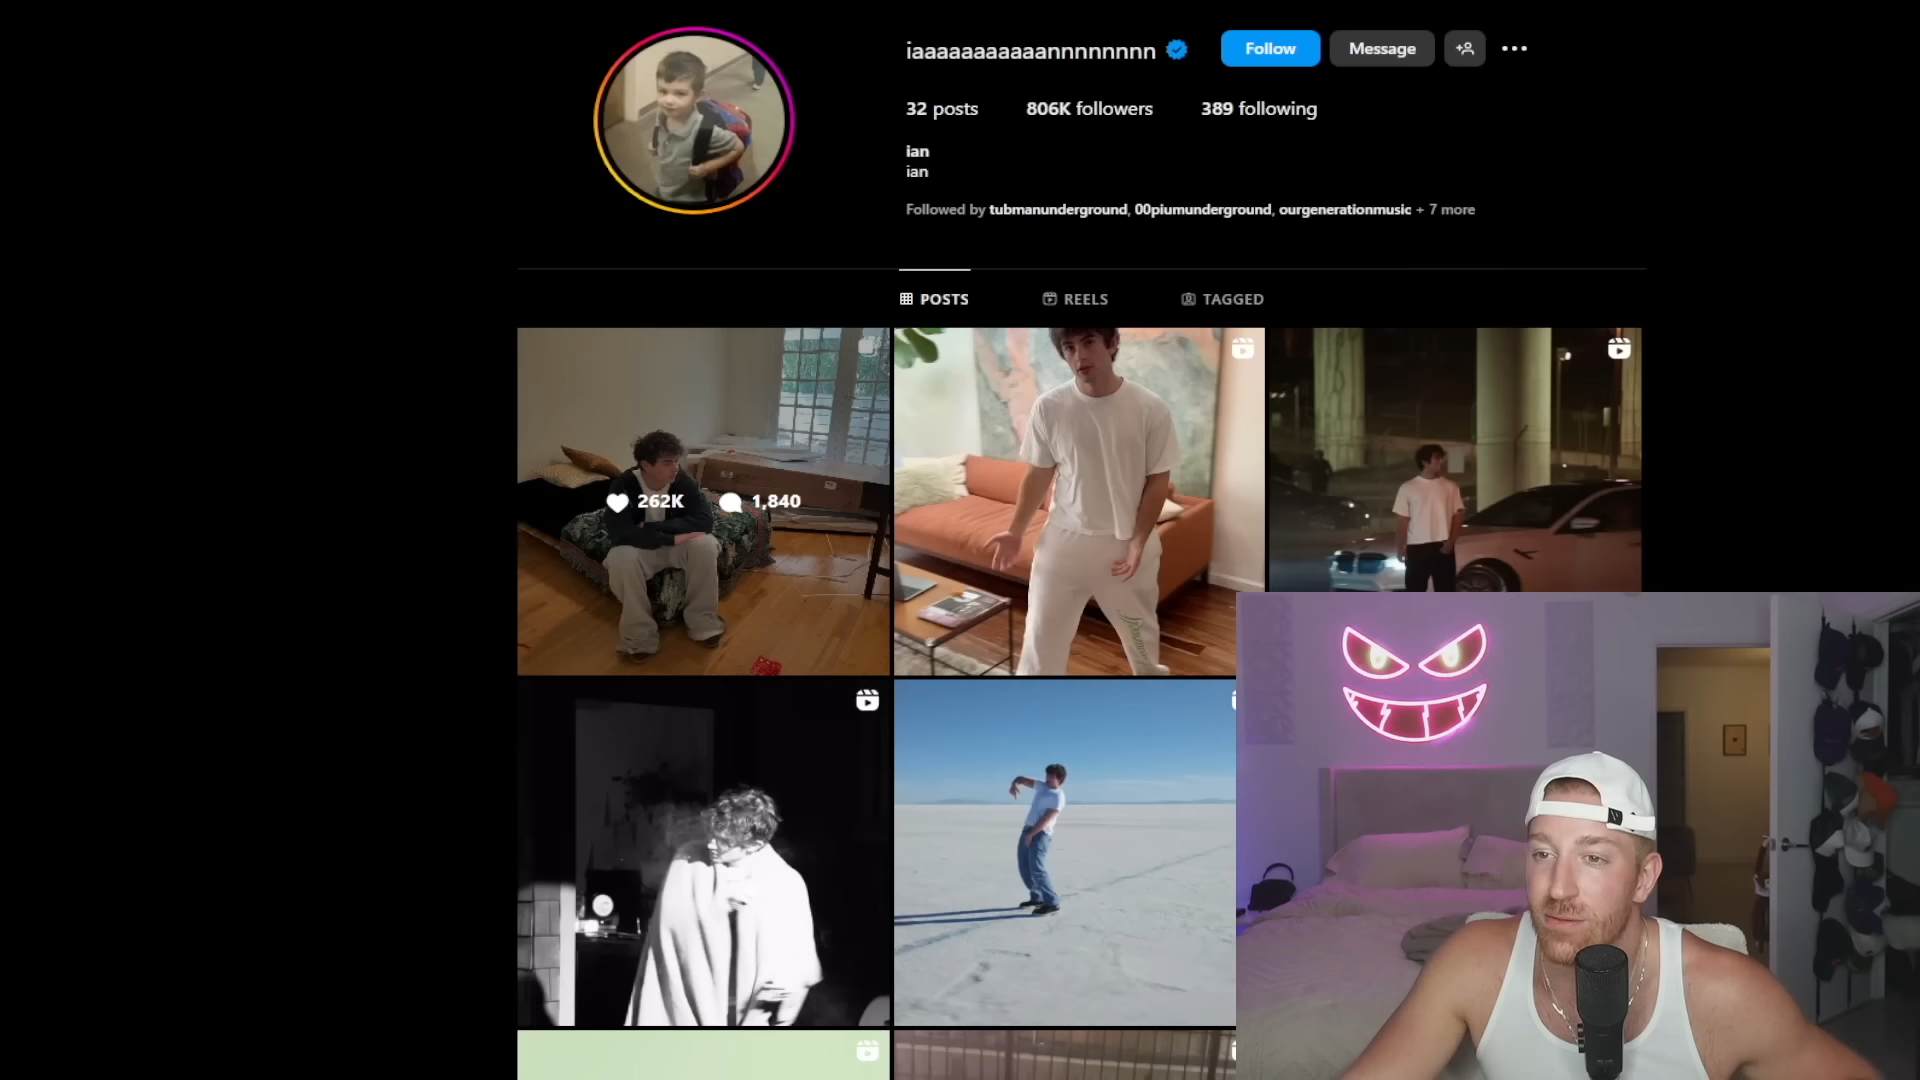 iaaaaaaaaaaannnnnnnn Follow Message
32 posts 806K followers 389 following
ian
ian
Followed by tubmanunderground, 00piumunderground, ourgenerationmusic + 7 more
POSTS REELS TAGGED
262K 1,840